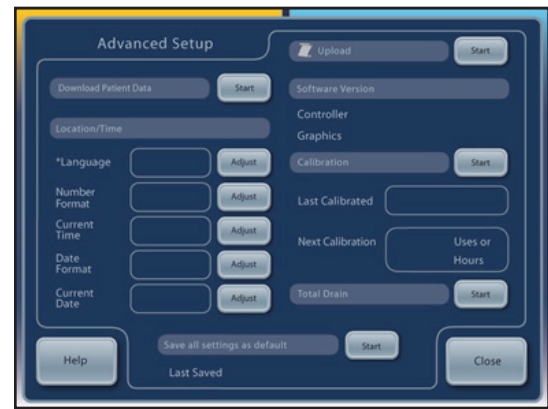 Advanced Setup
Download Patient Data
Start
Location/Time
*Language
Adjust
Number
Format
Adjust
Current
Time
Adjust
Date
Format
Adjust
Current
Date
Adjust
Upload
Start
Software Version
Controller
Graphics
Calibration
Start
Last Calibrated
Next Calibration
Uses or
Hours
Total Drain
Start
Help
Save all settings as default
Start
Last Saved
Close